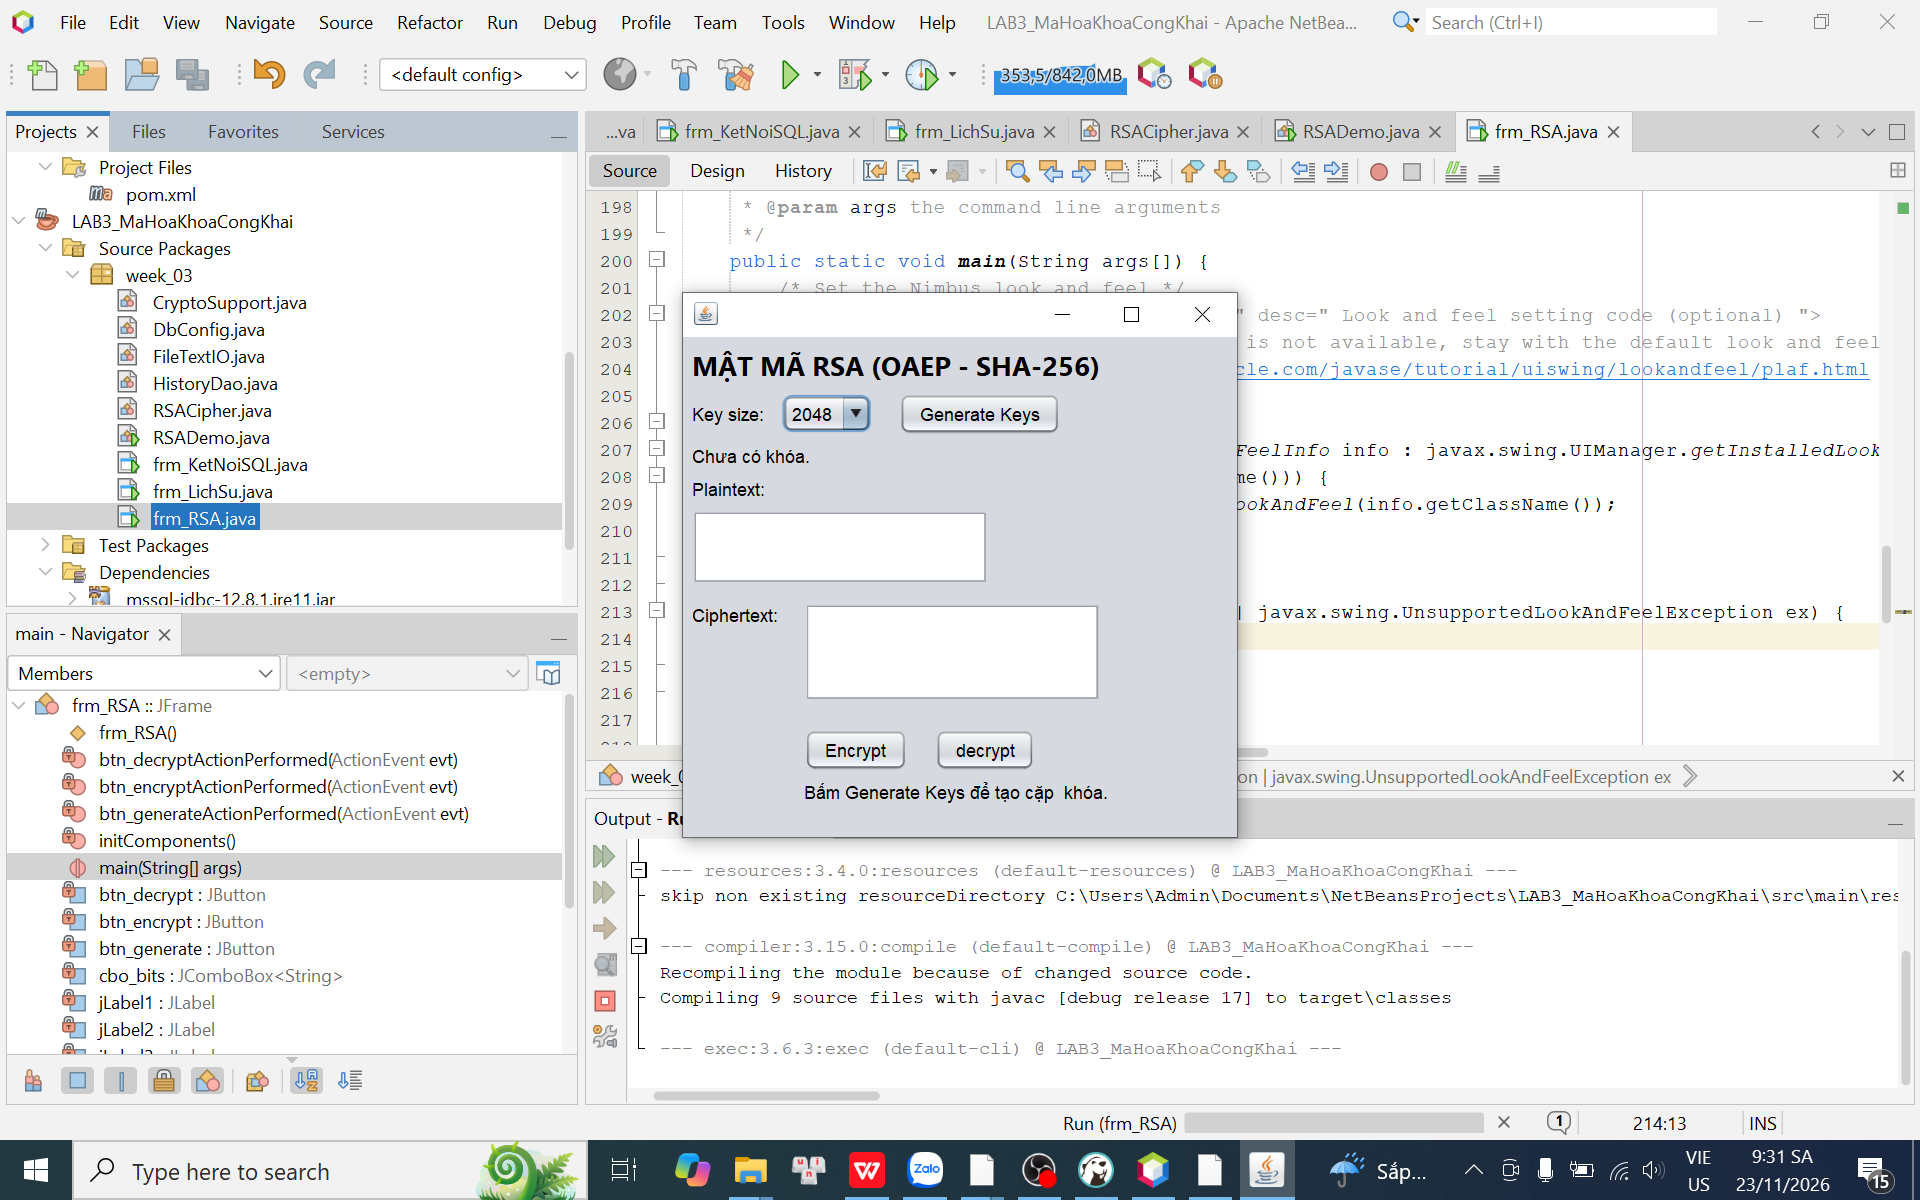 File Edit View Navigate Source Refactor Run Debug Profile Team Tools Window Help LAB3_MaHoaKhoaCongKhai - Apache NetBea... Search (Ctrl+I)
<default config> 353,5/842,0MB
Projects Files Favorites Services
Project Files
pom.xml
LAB3_MaHoaKhoaCongKhai
Source Packages
week_03
CryptoSupport.java
DbConfig.java
FileTextIO.java
HistoryDao.java
RSACipher.java
RSADemo.java
frm_KetNoiSQL.java
frm_LichSu.java
frm_RSA.java
Test Packages
Dependencies
mssql-jdbc-12.8.1.jre11.jar
main - Navigator
Members <empty>
frm_RSA :: JFrame
frm_RSA()
btn_decryptActionPerformed(ActionEvent evt)
btn_encryptActionPerformed(ActionEvent evt)
btn_generateActionPerformed(ActionEvent evt)
initComponents()
main(String[] args)
btn_decrypt : JButton
btn_encrypt : JButton
btn_generate : JButton
cbo_bits : JComboBox<String>
jLabel1 : JLabel
jLabel2 : JLabel
...va frm_KetNoiSQL.java frm_LichSu.java RSACipher.java RSADemo.java frm_RSA.java
Source Design History
198 * @param args the command line arguments
199 */
200 public static void main(String args[]) {
201 /* Set the Nimbus look and feel */
202 " desc=" Look and feel setting code (optional) ">
203 is not available, stay with the default look and feel
204 cle.com/javase/tutorial/uiswing/lookandfeel/plaf.html
205
206
207 FeelInfo info : javax.swing.UIManager.getInstalledLook
208 me())) {
209 ookAndFeel(info.getClassName());
210
211
212
213 | javax.swing.UnsupportedLookAndFeelException ex) {
214
215
216
217
MẬT MÃ RSA (OAEP - SHA-256)
Key size: 2048 Generate Keys
Chưa có khóa.
Plaintext:
Ciphertext:
Encrypt decrypt
Bấm Generate Keys để tạo cặp khóa.
week_0 on | javax.swing.UnsupportedLookAndFeelException ex
Output - Ru
--- resources:3.4.0:resources (default-resources) @ LAB3_MaHoaKhoaCongKhai ---
skip non existing resourceDirectory C:\Users\Admin\Documents\NetBeansProjects\LAB3_MaHoaKhoaCongKhai\src\main\res
--- compiler:3.15.0:compile (default-compile) @ LAB3_MaHoaKhoaCongKhai ---
Recompiling the module because of changed source code.
Compiling 9 source files with javac [debug release 17] to target\classes
--- exec:3.6.3:exec (default-cli) @ LAB3_MaHoaKhoaCongKhai ---
Run (frm_RSA) 1 214:13 INS
Type here to search Zalo Sắp... VIE US 9:31 SA 23/11/2026 15